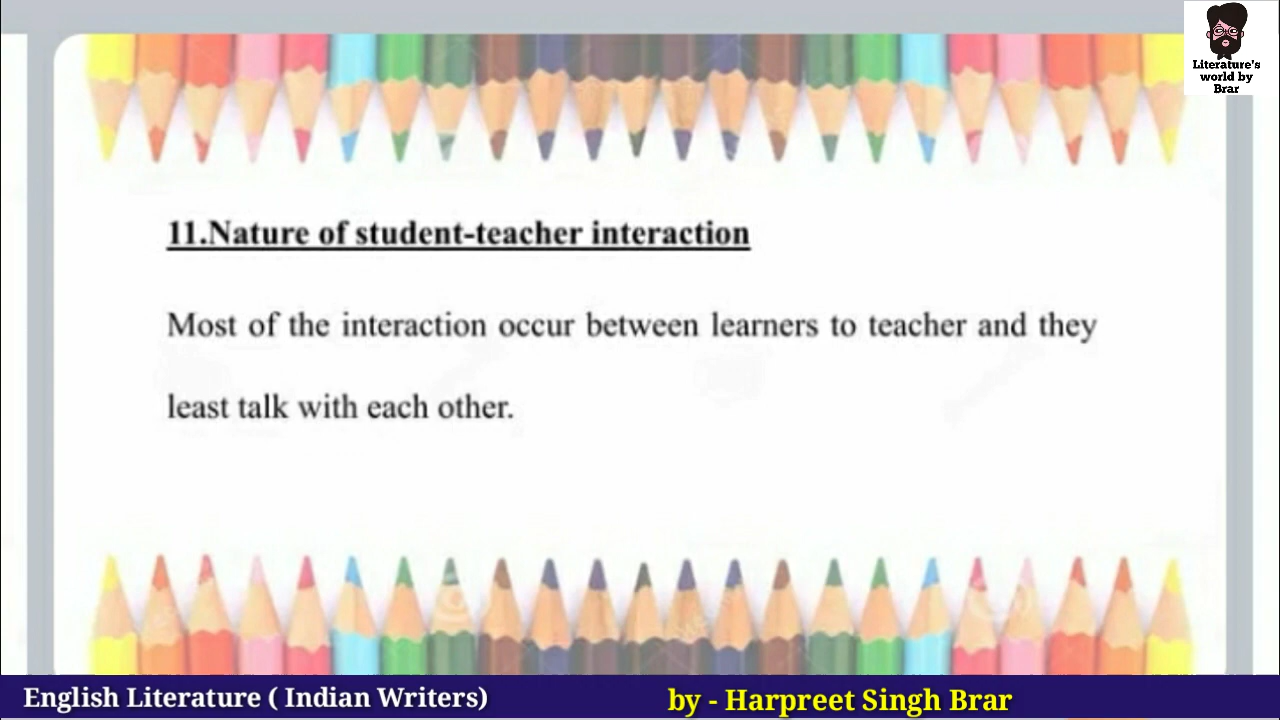 Literature's
world by
Brar
11.Nature of student-teacher interaction
Most of the interaction occur between learners to teacher and they
least talk with each other.
English Literature ( Indian Writers)
by - Harpreet Singh Brar